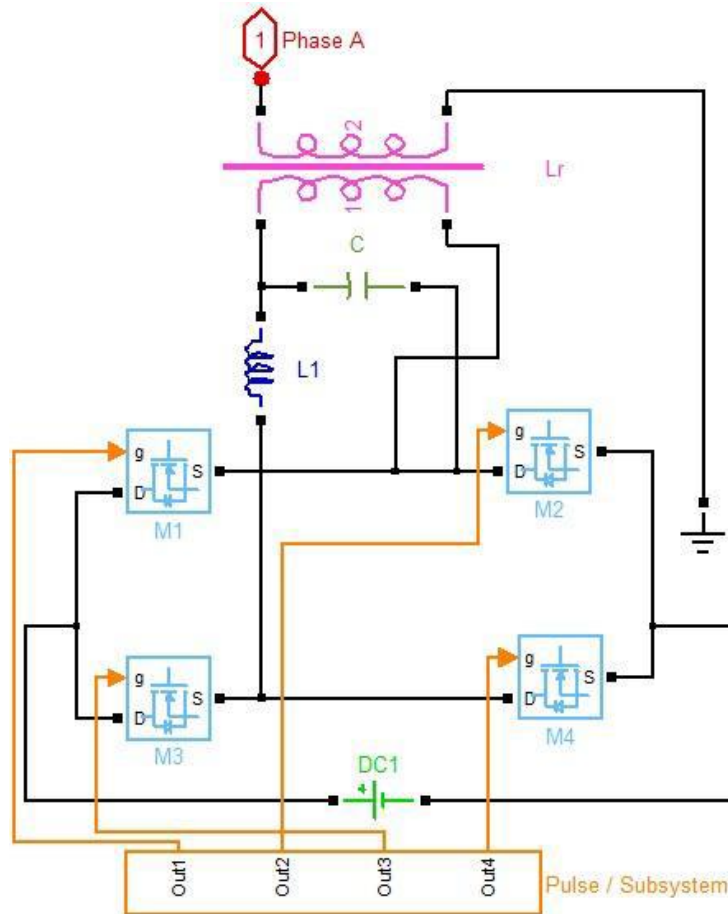 1 Phase A
2
Lr
1
C
L1
g
S
D
M1
g
S
D
M2
g
S
D
M3
g
S
D
M4
DC1
+
Out1
Out2
Out3
Out4
Pulse / Subsystem